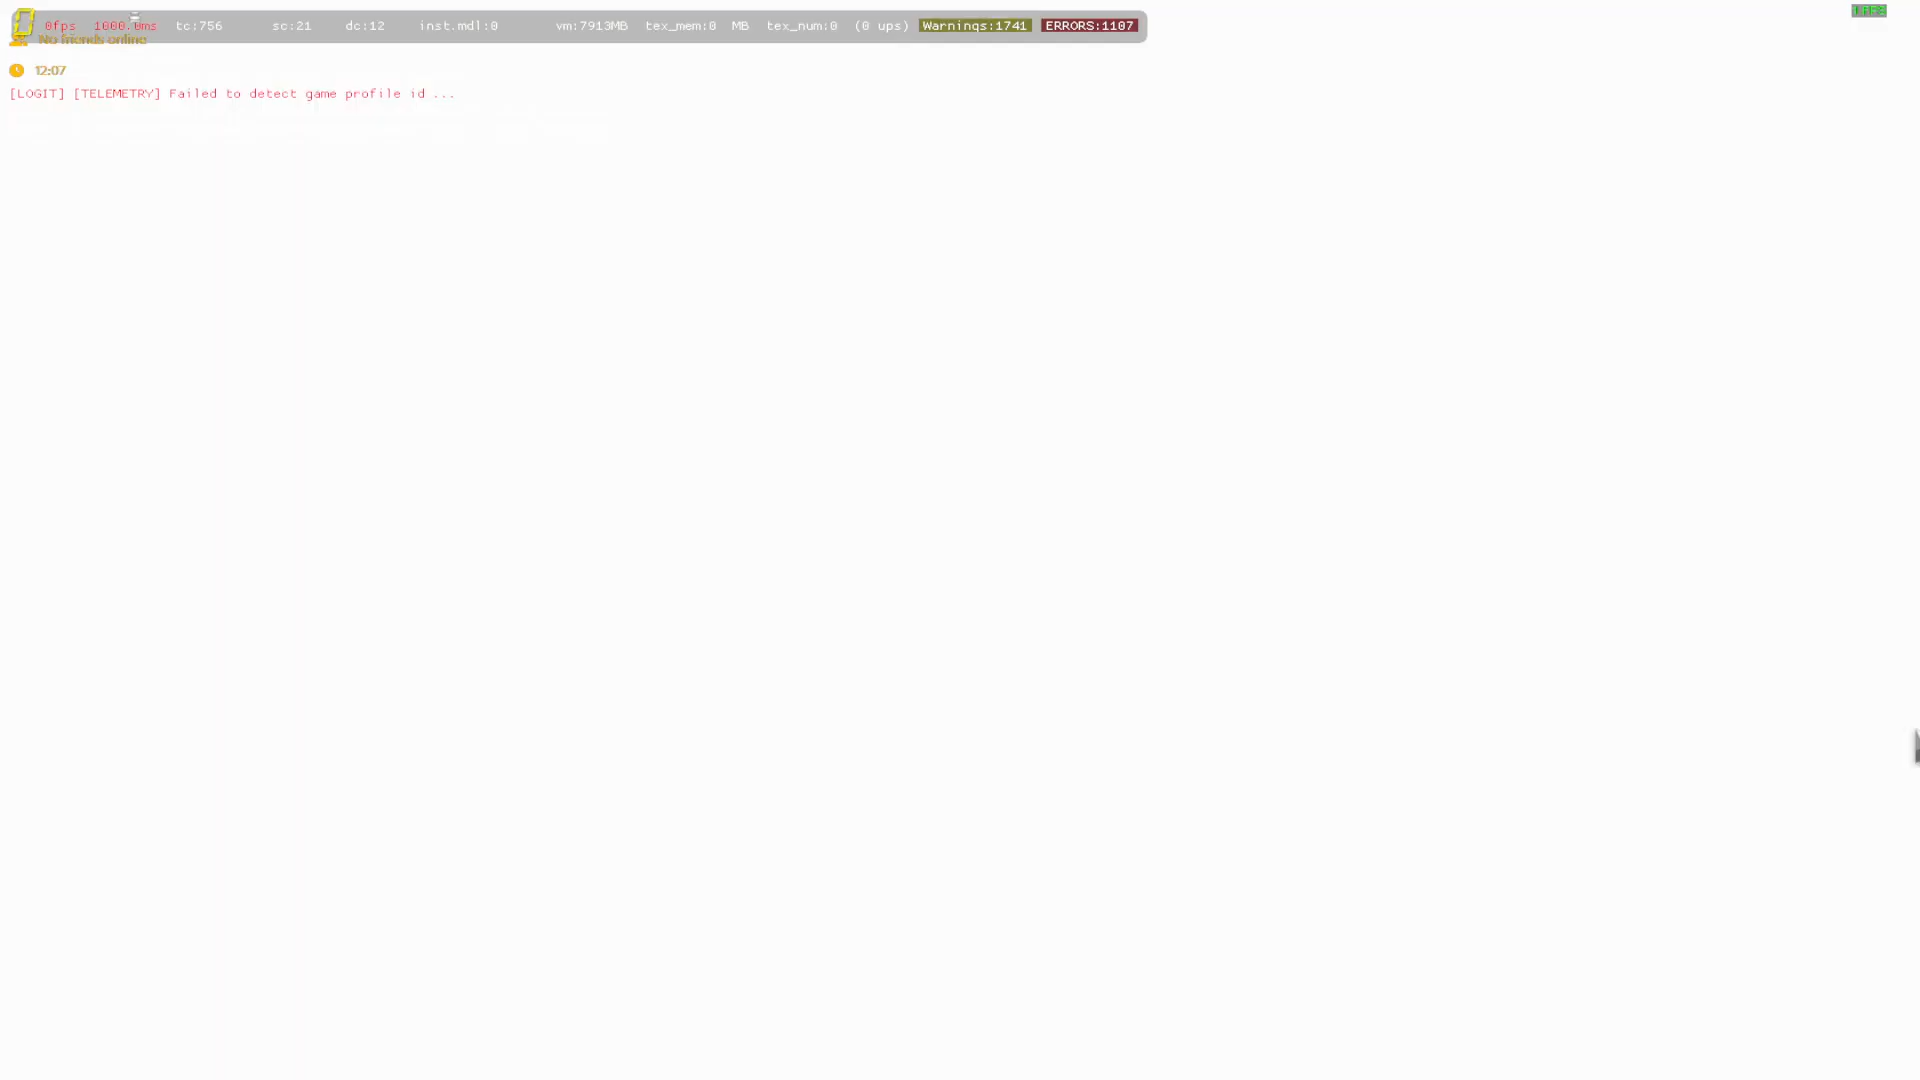 0fps 1000.0ms tc:756 sc:21 dc:12 inst.mdl:0 vm:7913MB tex_mem:0 MB tex_num:0 (0 ups) Warnings:1741 ERRORS:1107
No friends online
12:07
[LOGIT] [TELEMETRY] Failed to detect game profile id ...